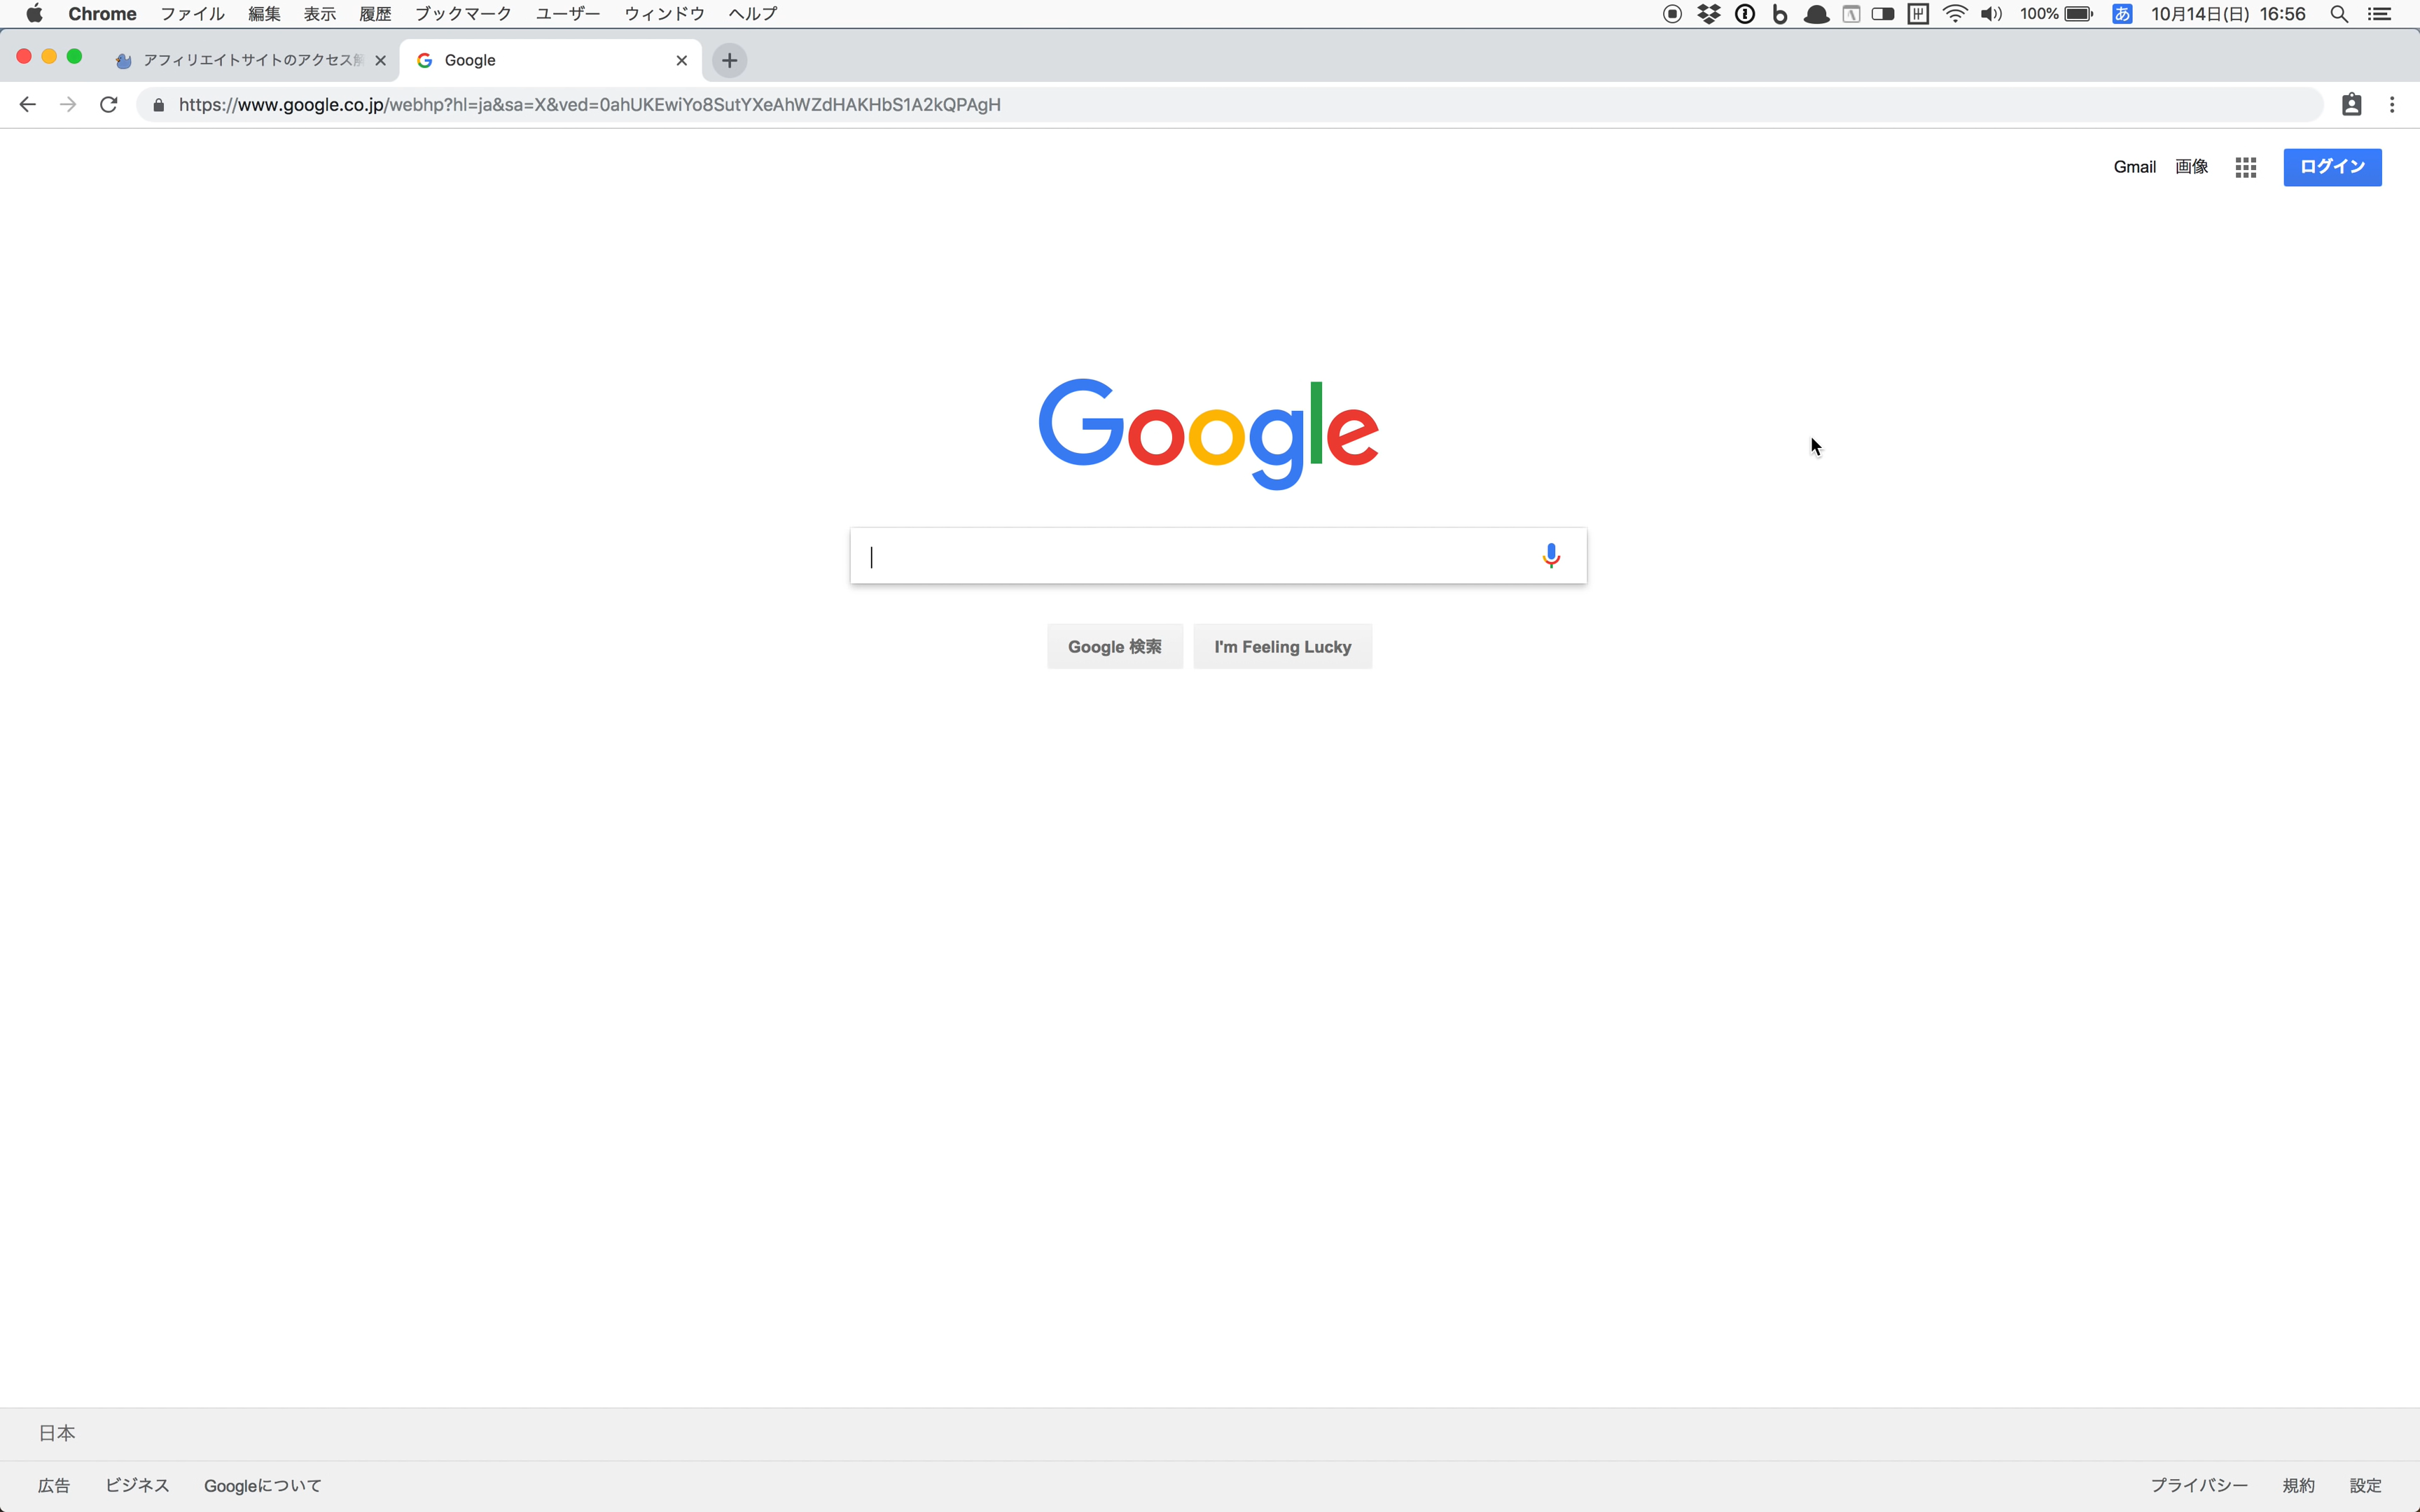 Chrome ファイル 編集 表示 履歴 ブックマーク ユーザー ウィンドウ ヘルプ 100% あ 10月14日(日) 16:56
アフィリエイトサイトのアクセス Google
https://www.google.co.jp/webhp?hl=ja&sa=X&ved=0ahUKEwiYo8SutYXeAhWZdHAKHbS1A2kQPAgH
Gmail 画像 ログイン
Google
Google 検索 I'm Feeling Lucky
日本
広告 ビジネス Googleについて プライバシー 規約 設定